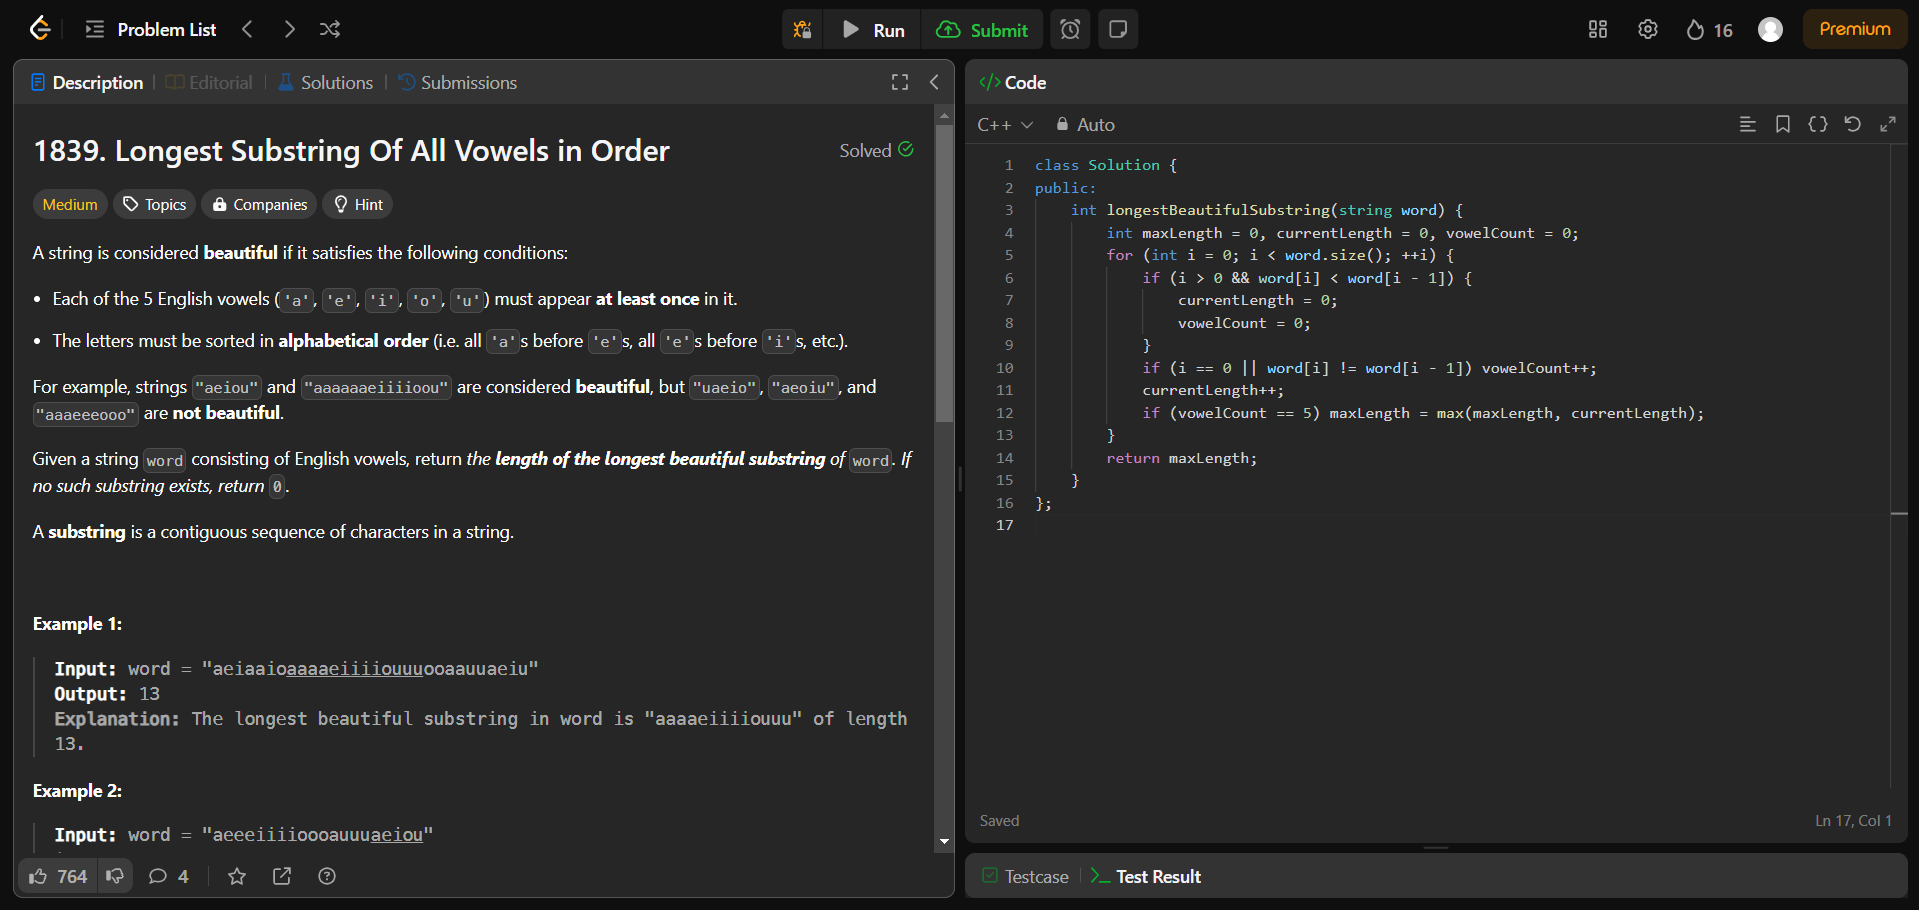 Problem List
Run
Submit
16
Premium
Description
Editorial
Solutions
Submissions
1839. Longest Substring Of All Vowels in Order
Solved
Medium
Topics
Companies
Hint
A string is considered beautiful if it satisfies the following conditions:
• Each of the 5 English vowels ('a', 'e', 'i', 'o', 'u') must appear at least once in it.
• The letters must be sorted in alphabetical order (i.e. all 'a's before 'e's, all 'e's before 'i's, etc.).
For example, strings "aeiou" and "aaaaaaeiiiioou" are considered beautiful, but "uaeio", "aeoiu", and
"aaaeeeooo" are not beautiful.
Given a string word consisting of English vowels, return the length of the longest beautiful substring of word. If
no such substring exists, return 0.
A substring is a contiguous sequence of characters in a string.
Example 1:
Input: word = "aeiaaioaaaaeiiiiouuuooaauuaeiu"
Output: 13
Explanation: The longest beautiful substring in word is "aaaaeiiiiouuu" of length
13.
Example 2:
Input: word = "aeeeiiiioooauuuaeiou"
764
4
</> Code
C++
Auto
1 class Solution {
2 public:
3     int longestBeautifulSubstring(string word) {
4         int maxLength = 0, currentLength = 0, vowelCount = 0;
5         for (int i = 0; i < word.size(); ++i) {
6             if (i > 0 && word[i] < word[i - 1]) {
7                 currentLength = 0;
8                 vowelCount = 0;
9             }
10             if (i == 0 || word[i] != word[i - 1]) vowelCount++;
11             currentLength++;
12             if (vowelCount == 5) maxLength = max(maxLength, currentLength);
13         }
14         return maxLength;
15     }
16 };
17
Saved
Ln 17, Col 1
Testcase
Test Result